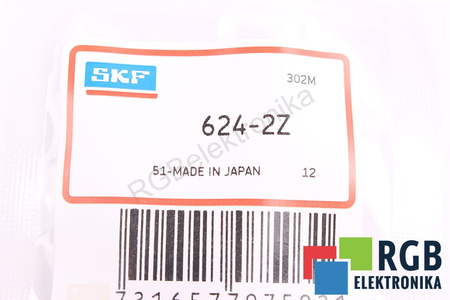 SKF
302M
624-2Z
51-MADE IN JAPAN 12
RGBelektronika
RGB
ELEKTRONIKA